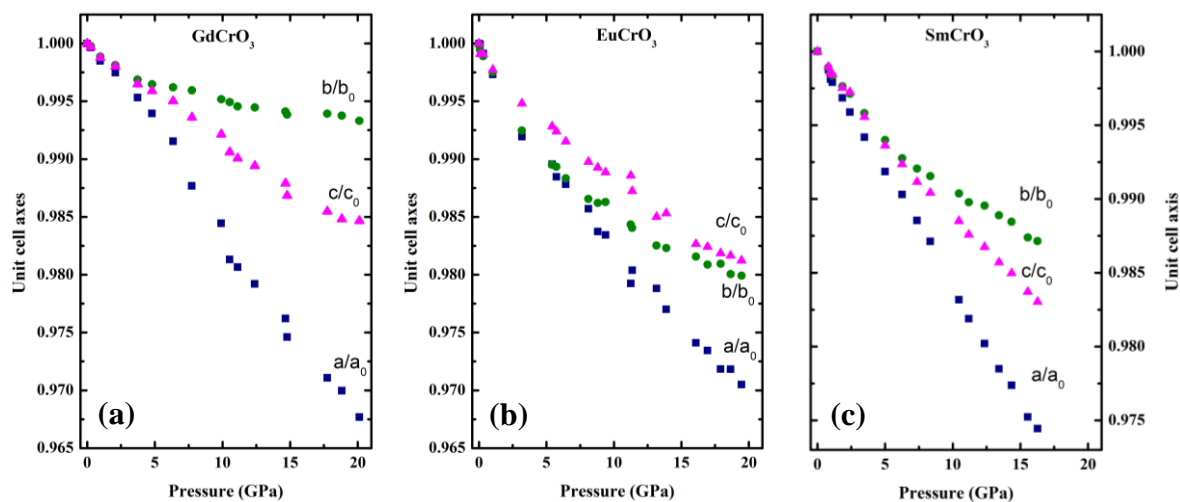 GdCrO3
EuCrO3
SmCrO3
1.000
0.995
0.990
0.985
0.980
0.975
0.970
0.965
Unit cell axes
b/b0
c/c0
a/a0
(a)
0 5 10 15 20
Pressure (GPa)
1.000
0.995
0.990
0.985
0.980
0.975
0.970
0.965
Unit cell axes
c/c0
b/b0
a/a0
(b)
0 5 10 15 20
Pressure (GPa)
b/b0
c/c0
a/a0
(c)
0 5 10 15 20
Pressure (GPa)
1.000
0.995
0.990
0.985
0.980
0.975
Unit cell axis